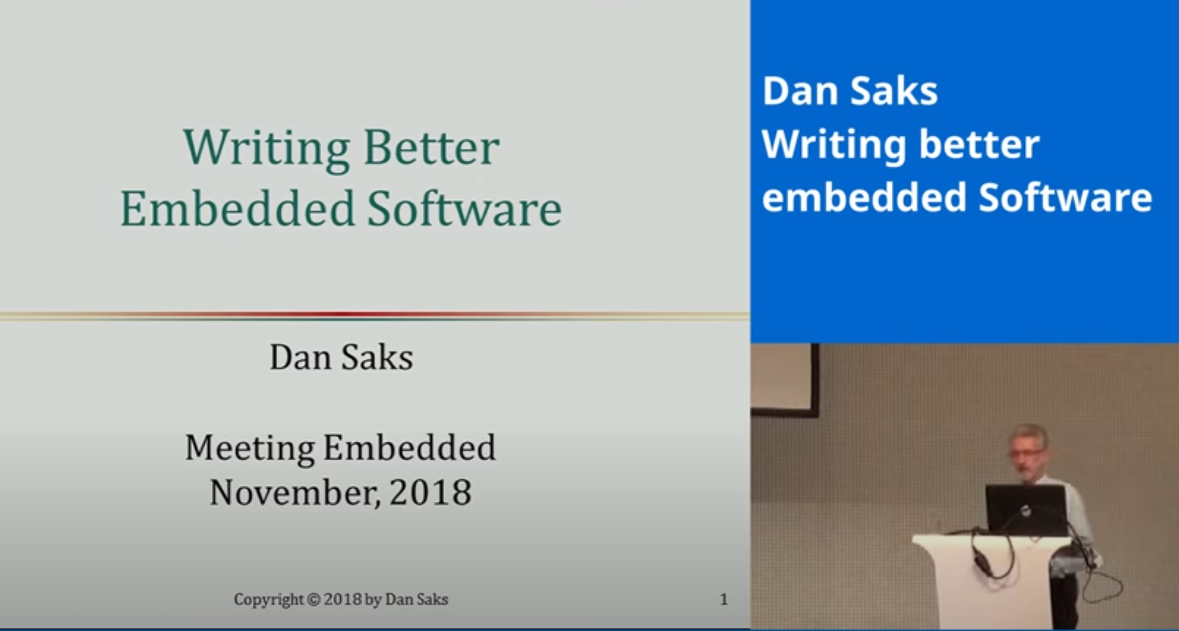 Writing Better
Embedded Software
Dan Saks
Meeting Embedded
November, 2018
Copyright © 2018 by Dan Saks
1
Dan Saks
Writing better
embedded Software